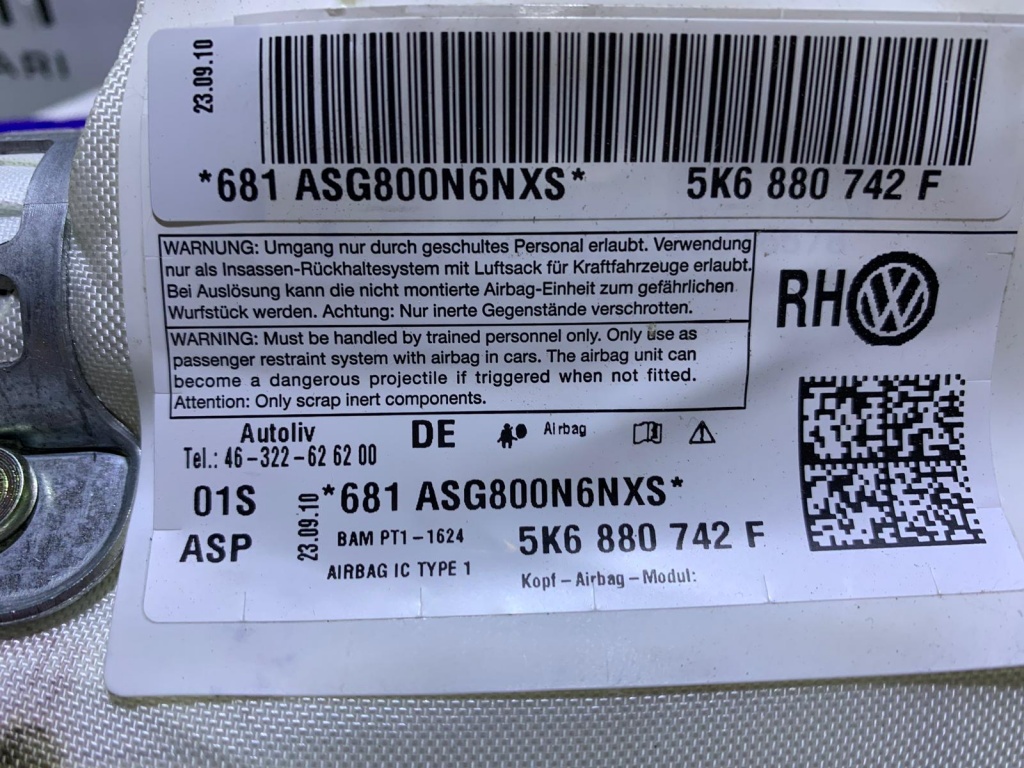 ARI
23.09.10
*681 ASG800N6NXS* 5K6 880 742 F
WARNUNG: Umgang nur durch geschultes Personal erlaubt. Verwendung
nur als Insassen-Rückhaltesystem mit Luftsack für Kraftfahrzeuge erlaubt.
Bei Auslösung kann die nicht montierte Airbag-Einheit zum gefährlichen
Wurfstück werden. Achtung: Nur inerte Gegenstände verschrotten.
WARNING: Must be handled by trained personnel only. Only use as
passenger restraint system with airbag in cars. The airbag unit can
become a dangerous projectile if triggered when not fitted.
Attention: Only scrap inert components.
RH
Autoliv DE Airbag
Tel.: 46-322-62 62 00
01S *681 ASG800N6NXS*
ASP 23.09.10 BAM PT1-1624 5K6 880 742 F
AIRBAG IC TYPE 1 Kopf-Airbag-Modul: